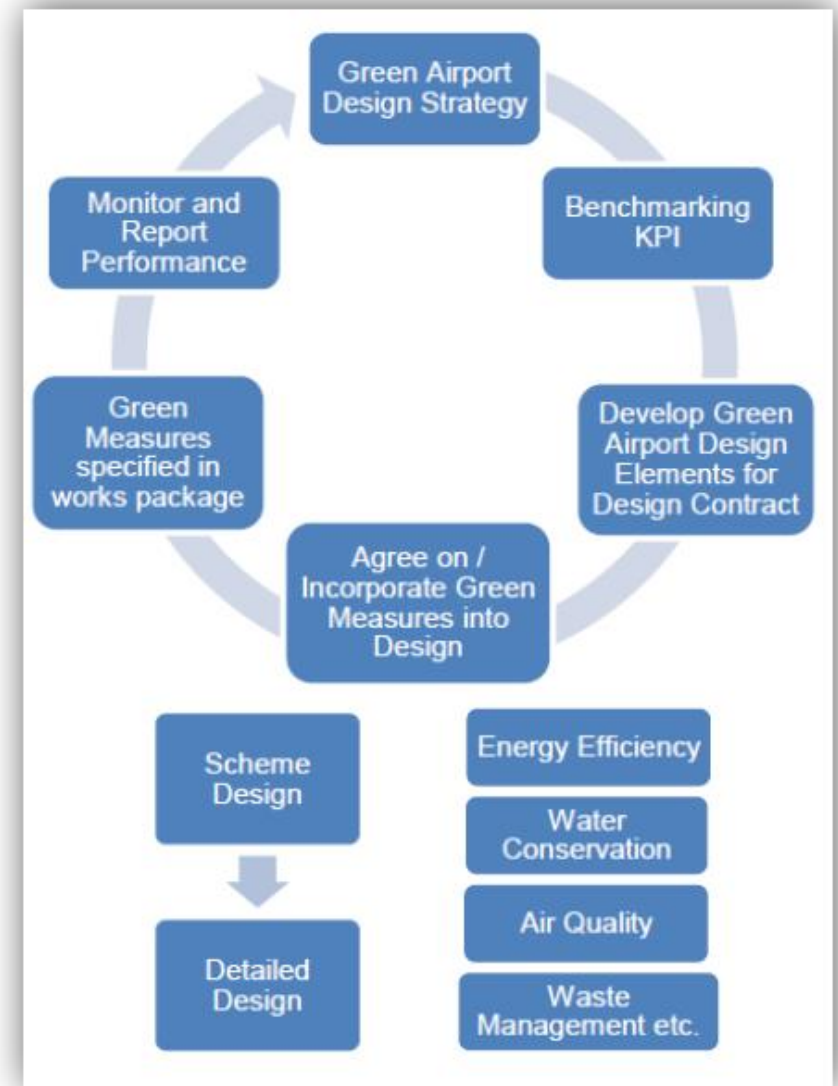 Green Airport
Design Strategy
Benchmarking
KPI
Develop Green
Airport Design
Elements for
Design Contract
Agree on /
Incorporate Green
Measures into
Design
Green
Measures
specified in
works package
Monitor and
Report
Performance
Scheme
Design
Detailed
Design
Energy Efficiency
Water
Conservation
Air Quality
Waste
Management etc.